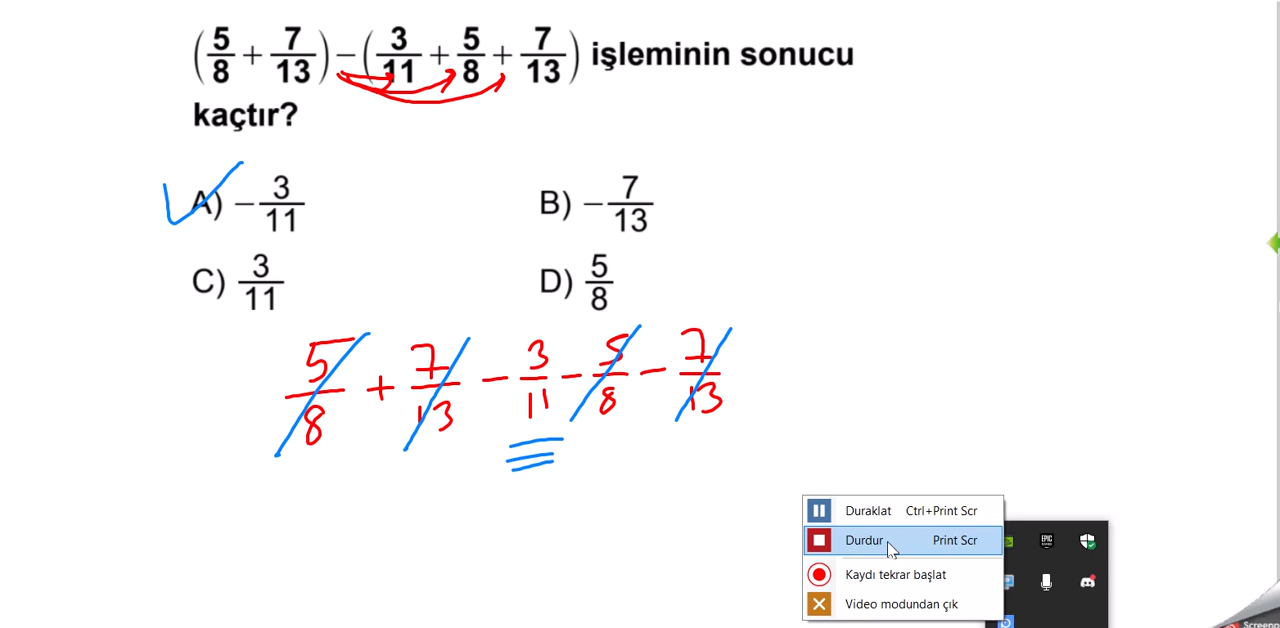 (5/8 + 7/13) − (3/11 + 5/8 + 7/13) işleminin sonucu
kaçtır?
A) −3/11
B) −7/13
C) 3/11
D) 5/8
5/8 + 7/13 − 3/11 − 5/8 − 7/13
Duraklat Ctrl+Print Scr
Durdur Print Scr
Kaydı tekrar başlat
Video modundan çık
EPIC